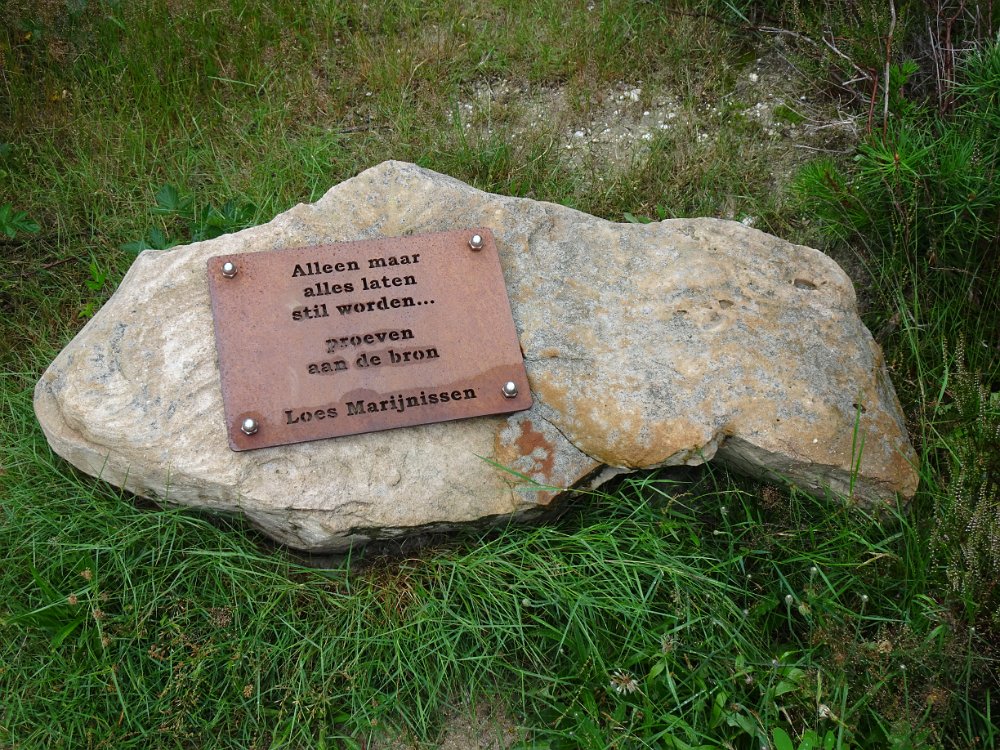 Alleen maar
alles laten
stil worden...
proeven
aan de bron
Loes Marijnissen